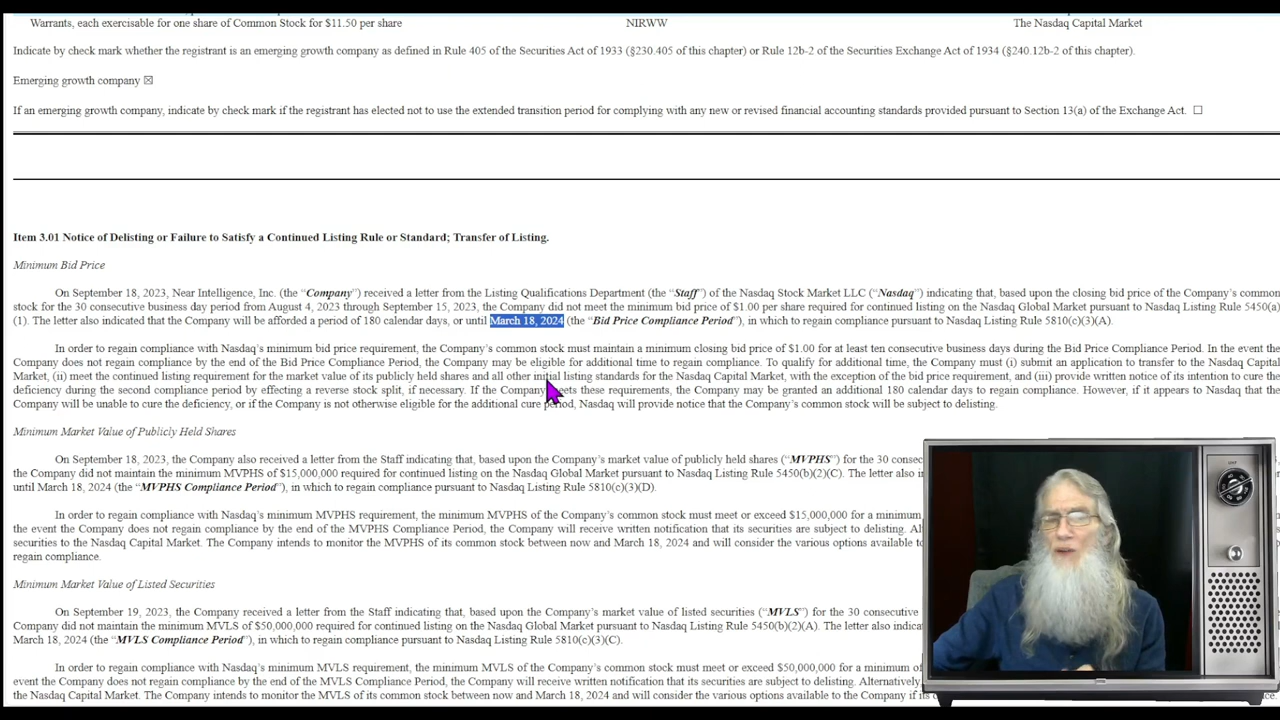 Warrants, each exercisable for one share of Common Stock for $11.50 per share NIRWW The Nasdaq Capital Market
Indicate by check mark whether the registrant is an emerging growth company as defined in Rule 405 of the Securities Act of 1933 (§230.405 of this chapter) or Rule 12b-2 of the Securities Exchange Act of 1934 (§240.12b-2 of this chapter).
Emerging growth company ☒
If an emerging growth company, indicate by check mark if the registrant has elected not to use the extended transition period for complying with any new or revised financial accounting standards provided pursuant to Section 13(a) of the Exchange Act. ☐
Item 3.01 Notice of Delisting or Failure to Satisfy a Continued Listing Rule or Standard; Transfer of Listing.
Minimum Bid Price
On September 18, 2023, Near Intelligence, Inc. (the “Company”) received a letter from the Listing Qualifications Department (the “Staff”) of the Nasdaq Stock Market LLC (“Nasdaq”) indicating that, based upon the closing bid price of the Company’s common
stock for the 30 consecutive business day period from August 4, 2023 through September 15, 2023, the Company did not meet the minimum bid price of $1.00 per share required for continued listing on the Nasdaq Global Market pursuant to Nasdaq Listing Rule 5450(a)
(1). The letter also indicated that the Company will be afforded a period of 180 calendar days, or until March 18, 2024 (the “Bid Price Compliance Period”), in which to regain compliance pursuant to Nasdaq Listing Rule 5810(c)(3)(A).
In order to regain compliance with Nasdaq’s minimum bid price requirement, the Company’s common stock must maintain a minimum closing bid price of $1.00 for at least ten consecutive business days during the Bid Price Compliance Period. In the event the
Company does not regain compliance by the end of the Bid Price Compliance Period, the Company may be eligible for additional time to regain compliance. To qualify for additional time, the Company must (i) submit an application to transfer to the Nasdaq Capital
Market, (ii) meet the continued listing requirement for the market value of its publicly held shares and all other initial listing standards for the Nasdaq Capital Market, with the exception of the bid price requirement, and (iii) provide written notice of its intention to cure the
deficiency during the second compliance period by effecting a reverse stock split, if necessary. If the Company meets these requirements, the Company may be granted an additional 180 calendar days to regain compliance. However, if it appears to Nasdaq that the
Company will be unable to cure the deficiency, or if the Company is not otherwise eligible for the additional cure period, Nasdaq will provide notice that the Company’s common stock will be subject to delisting.
Minimum Market Value of Publicly Held Shares
On September 18, 2023, the Company also received a letter from the Staff indicating that, based upon the Company’s market value of publicly held shares (“MVPHS”) for the 30 consec
the Company did not maintain the minimum MVPHS of $15,000,000 required for continued listing on the Nasdaq Global Market pursuant to Nasdaq Listing Rule 5450(b)(2)(C). The letter also i
until March 18, 2024 (the “MVPHS Compliance Period”), in which to regain compliance pursuant to Nasdaq Listing Rule 5810(c)(3)(D).
In order to regain compliance with Nasdaq’s minimum MVPHS requirement, the minimum MVPHS of the Company’s common stock must meet or exceed $15,000,000 for a minimum
the event the Company does not regain compliance by the end of the MVPHS Compliance Period, the Company will receive written notification that its securities are subject to delisting. Al
securities to the Nasdaq Capital Market. The Company intends to monitor the MVPHS of its common stock between now and March 18, 2024 and will consider the various options available to
regain compliance.
Minimum Market Value of Listed Securities
On September 19, 2023, the Company received a letter from the Staff indicating that, based upon the Company’s market value of listed securities (“MVLS”) for the 30 consecutive
Company did not maintain the minimum MVLS of $50,000,000 required for continued listing on the Nasdaq Global Market pursuant to Nasdaq Listing Rule 5450(b)(2)(A). The letter also indica
March 18, 2024 (the “MVLS Compliance Period”), in which to regain compliance pursuant to Nasdaq Listing Rule 5810(c)(3)(C).
In order to regain compliance with Nasdaq’s minimum MVLS requirement, the minimum MVLS of the Company’s common stock must meet or exceed $50,000,000 for a minimum of
event the Company does not regain compliance by the end of the MVLS Compliance Period, the Company will receive written notification that its securities are subject to delisting. Alternatively,
the Nasdaq Capital Market. The Company intends to monitor the MVLS of its common stock between now and March 18, 2024 and will consider the various options available to the Company if its